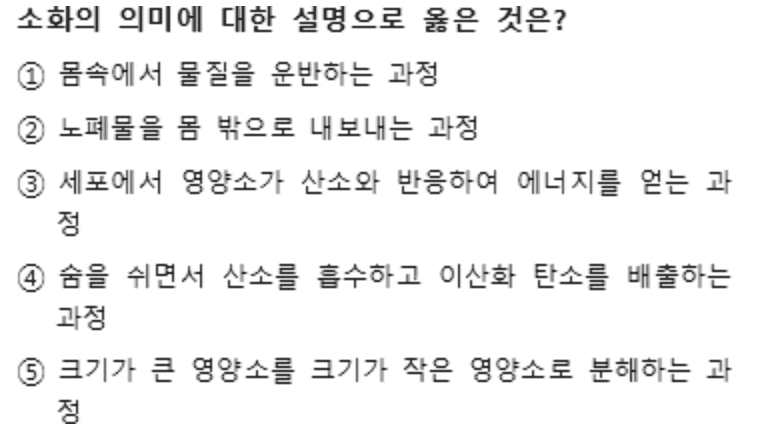 소화의 의미에 대한 설명으로 옳은 것은?
① 몸속에서 물질을 운반하는 과정
② 노폐물을 몸 밖으로 내보내는 과정
③ 세포에서 영양소가 산소와 반응하여 에너지를 얻는 과
정
④ 숨을 쉬면서 산소를 흡수하고 이산화 탄소를 배출하는
과정
⑤ 크기가 큰 영양소를 크기가 작은 영양소로 분해하는 과
정